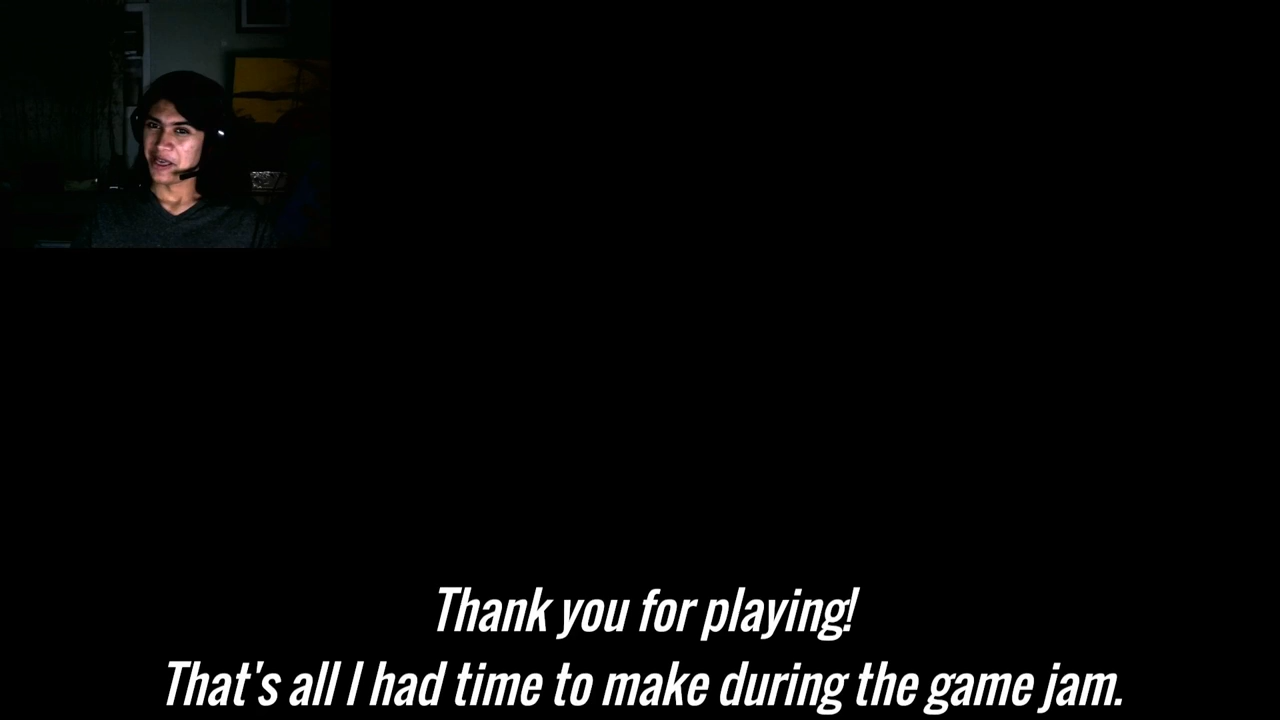 Thank you for playing!
That's all I had time to make during the game jam.